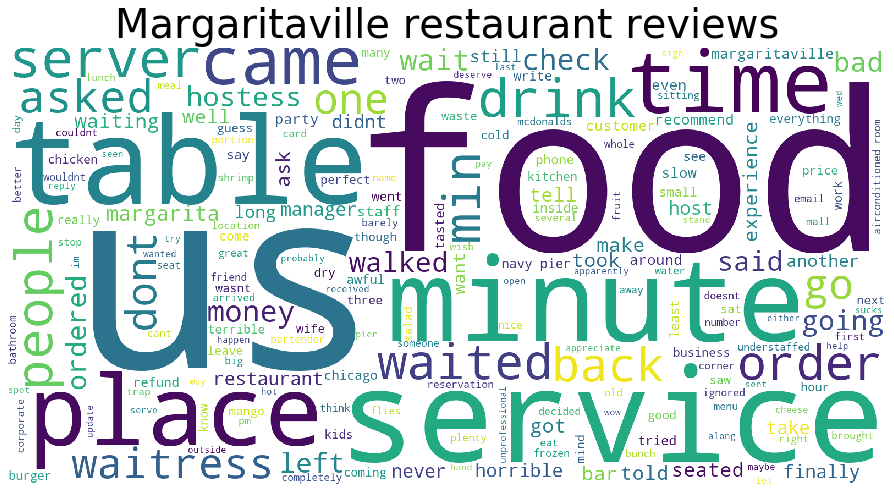 Margaritaville restaurant reviews
server
came
wait
still
check
many
margaritaville
sign
bad
asked
hostess
one
two
deserve
last
write
drink
time
even
sitting
wed
lunch
meal
waiting
well
party
didnt
waste
mcdonalds
customer
recommend
everything
day
couldnt
guess
card
cold
table
food
seen
portion
say
ask
pay
phone
whole
see
better
chicken
perfect
kitchen
slow
experience
price
airconditioned room
wouldnt
shrimp
name
tell
small
email
work
reply
went
tasted
min
inside
fruit
host
mall
people
margarita
long
manager
staff
several
stand
really
location
barely
make
stop
try
come
though
walked
want
wish
navy pier
took
around
said
another
us
dont
im
wanted
great
probably
awful
apparently
water
go
ordered
seat
friend
dry
received
open
away
doesnt
next
cant
arrived
wasnt
three
minute
least
sat
going
money
number
sucks
bathroom
happen
terrible
wife
pier
salad
nice
either
first
leave
bartender
someone
appreciate
understaffed
help
big
waited
back
business
order
spot
refund
restaurant
chicago
reservation
corner
trap
way
hot
old
saw
ignored
sent
hour
place
service
corporate
update
serve
know
mango
think
flies
unprofessional
decided
wow
good
menu
cheese
pm
plenty
got
tried
along
take
right
brought
outside
kids
eat
mind
bunch
burger
waitress
left
coming
never
frozen
horrible
bar
told
seated
maybe
finally
completely
hand
let